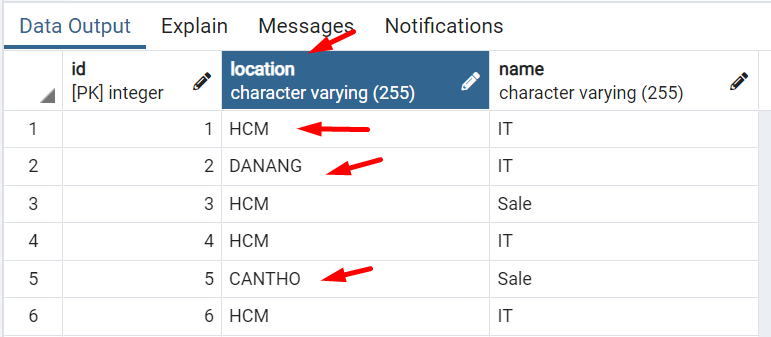 Data Output Explain Messages Notifications
id location name
[PK] integer character varying (255) character varying (255)
1 1 HCM IT
2 2 DANANG IT
3 3 HCM Sale
4 4 HCM IT
5 5 CANTHO Sale
6 6 HCM IT